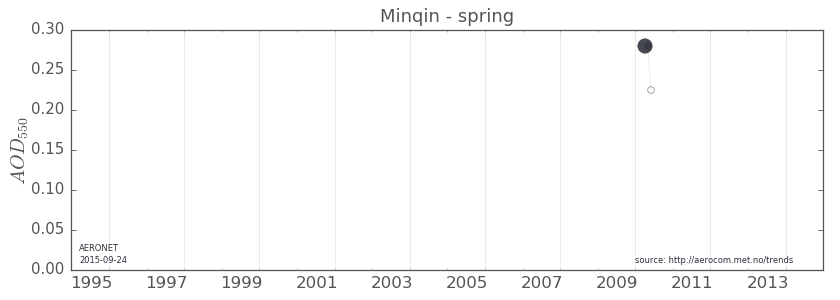 Minqin - spring
0.30
0.25
0.20
0.15
0.10
0.05
0.00
AOD550
AERONET
2015-09-24
source: http://aerocom.met.no/trends
1995 1997 1999 2001 2003 2005 2007 2009 2011 2013